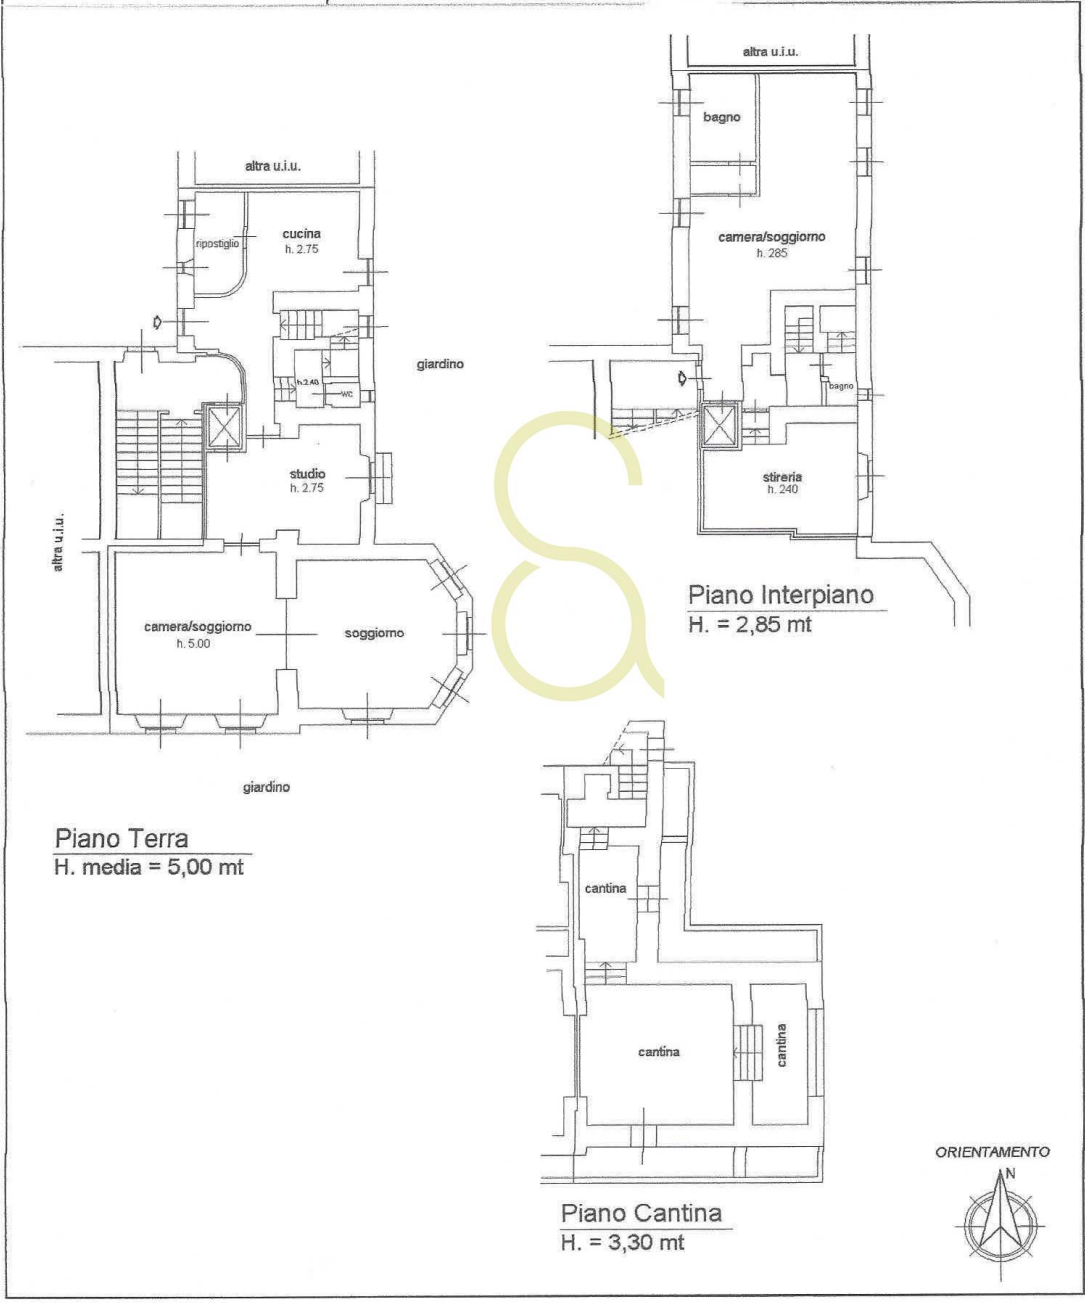 altra u.i.u.
ripostiglio
cucina
h. 2.75
giardino
h. 2.40
WC
studio
h. 2.75
altra u.i.u.
camera/soggiorno
h. 5.00
soggiorno
giardino
Piano Terra
H. media = 5,00 mt
altra u.i.u.
bagno
camera/soggiorno
h. 285
bagno
stireria
h. 240
Piano Interpiano
H. = 2,85 mt
cantina
cantina
cantina
Piano Cantina
H. = 3,30 mt
ORIENTAMENTO
N